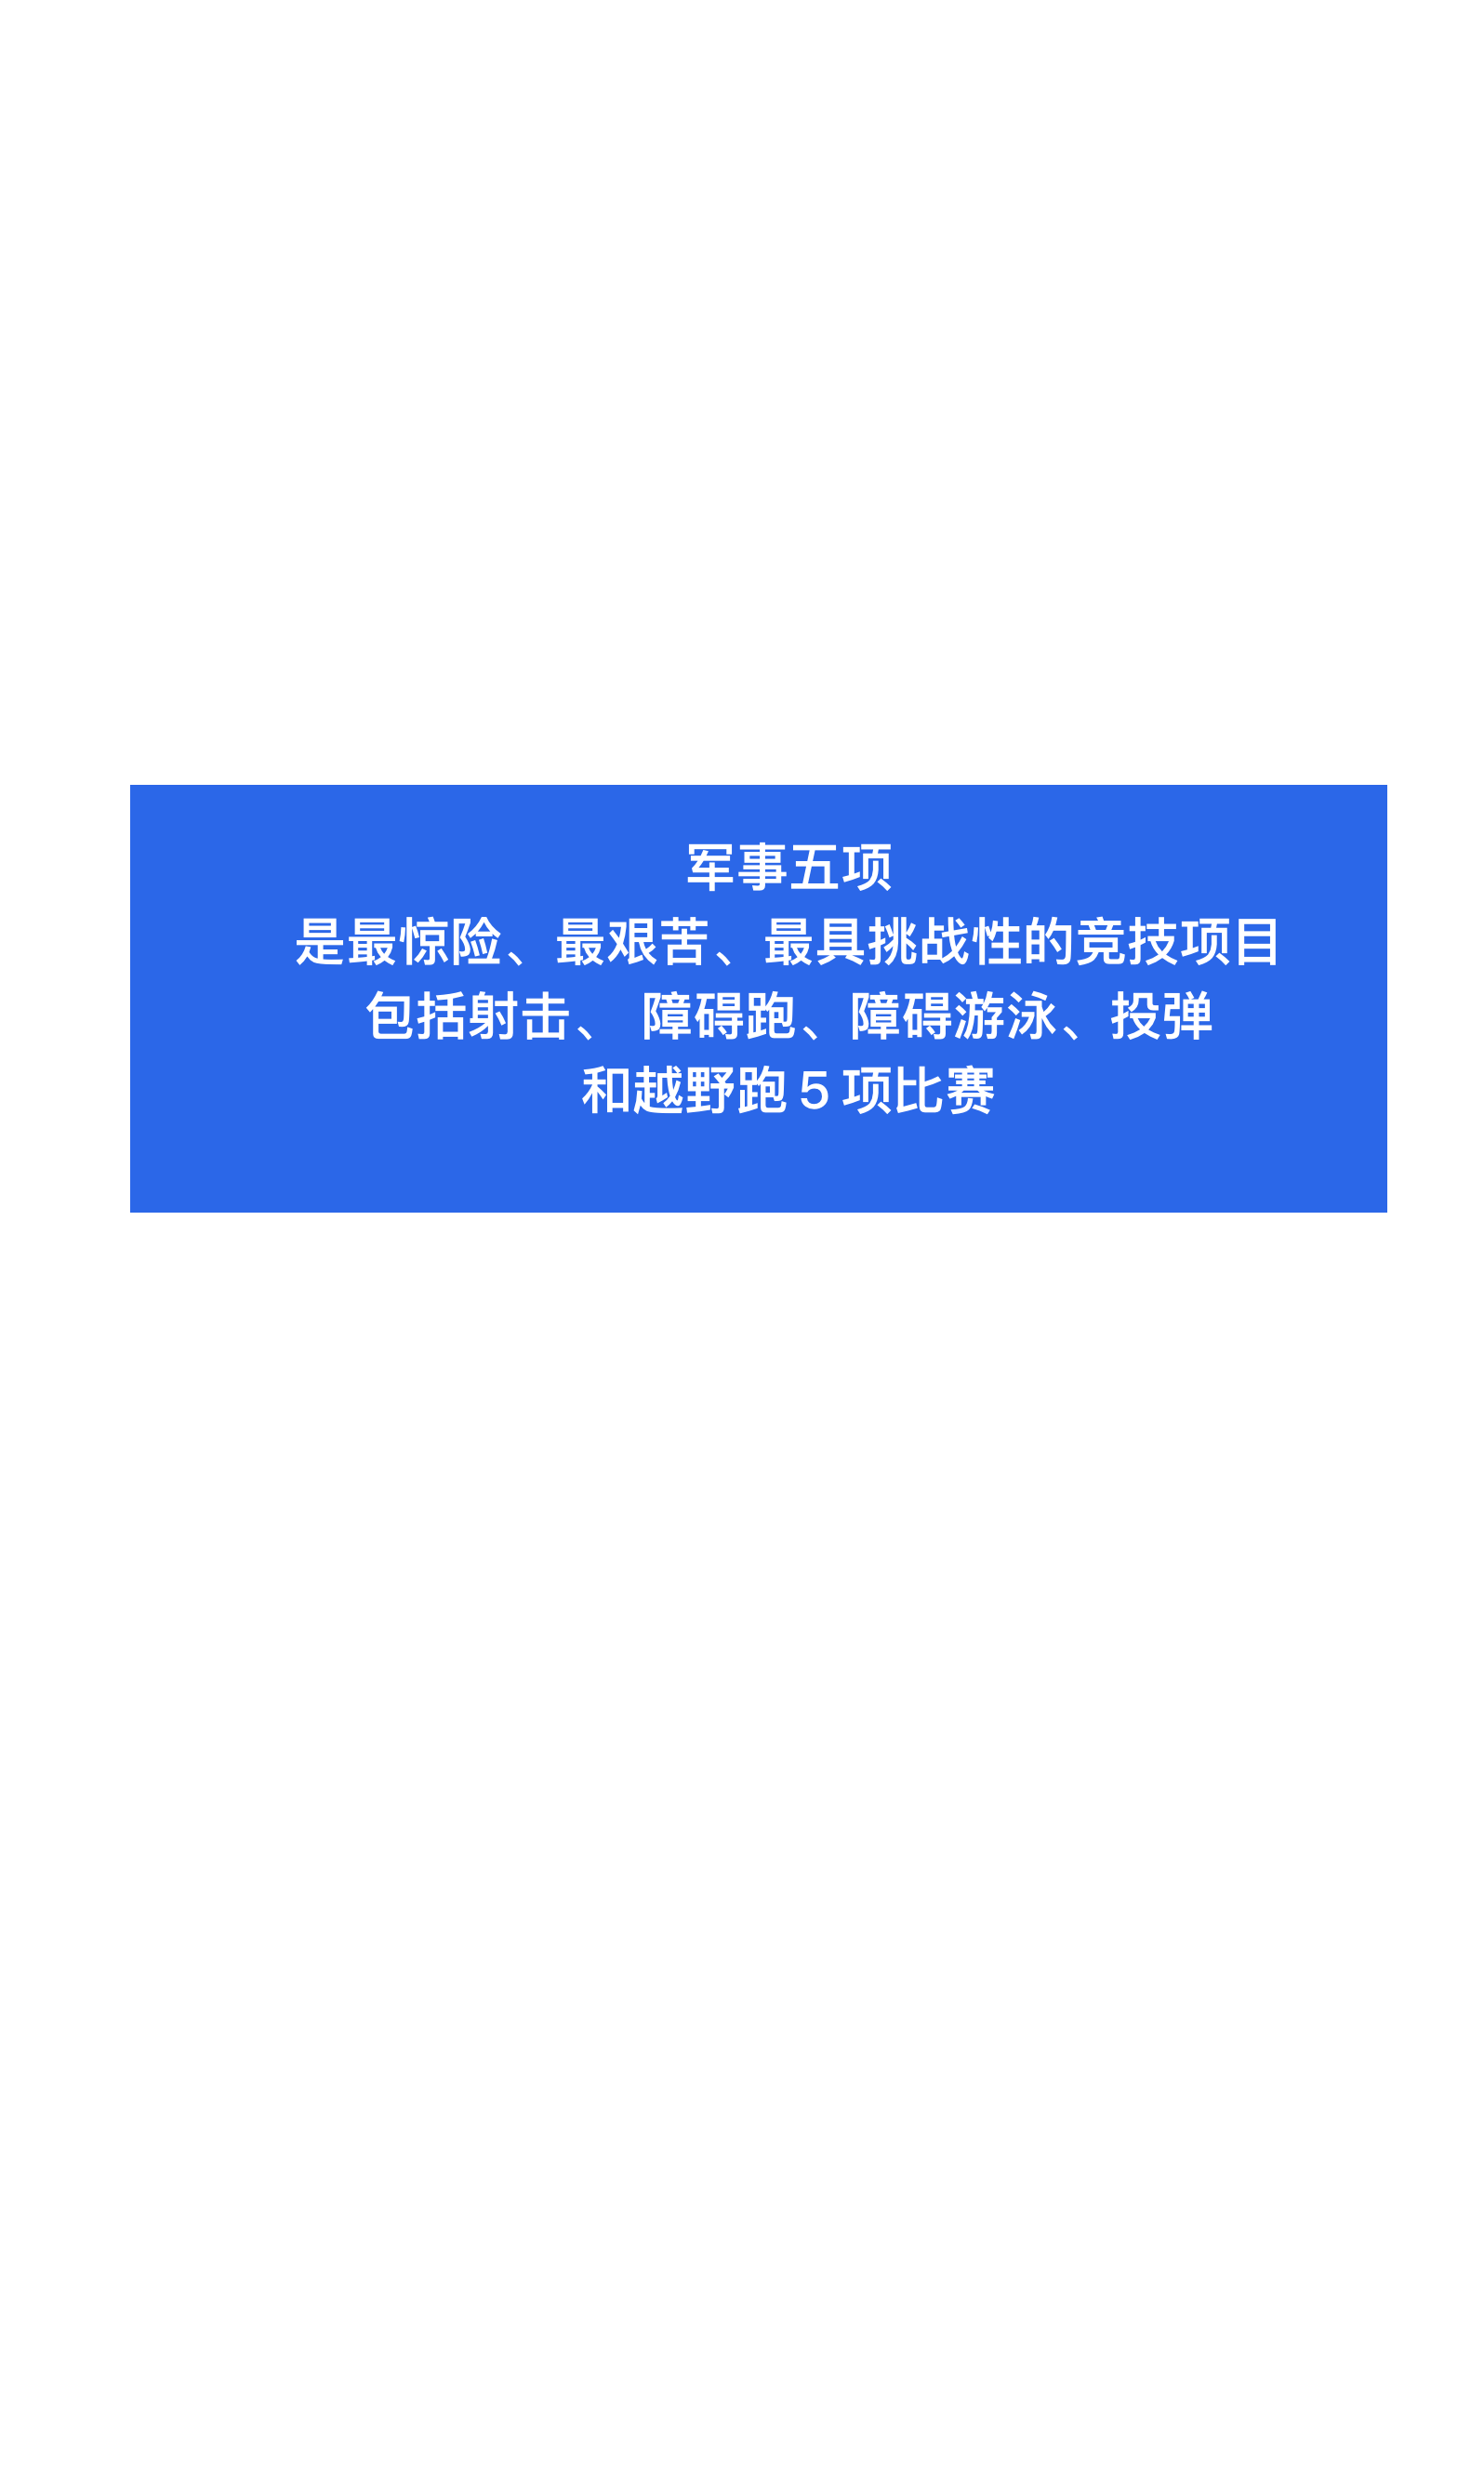 军事五项
是最惊险、最艰苦、最具挑战性的竞技项目
包括射击、障碍跑、障碍游泳、投弹
和越野跑5项比赛